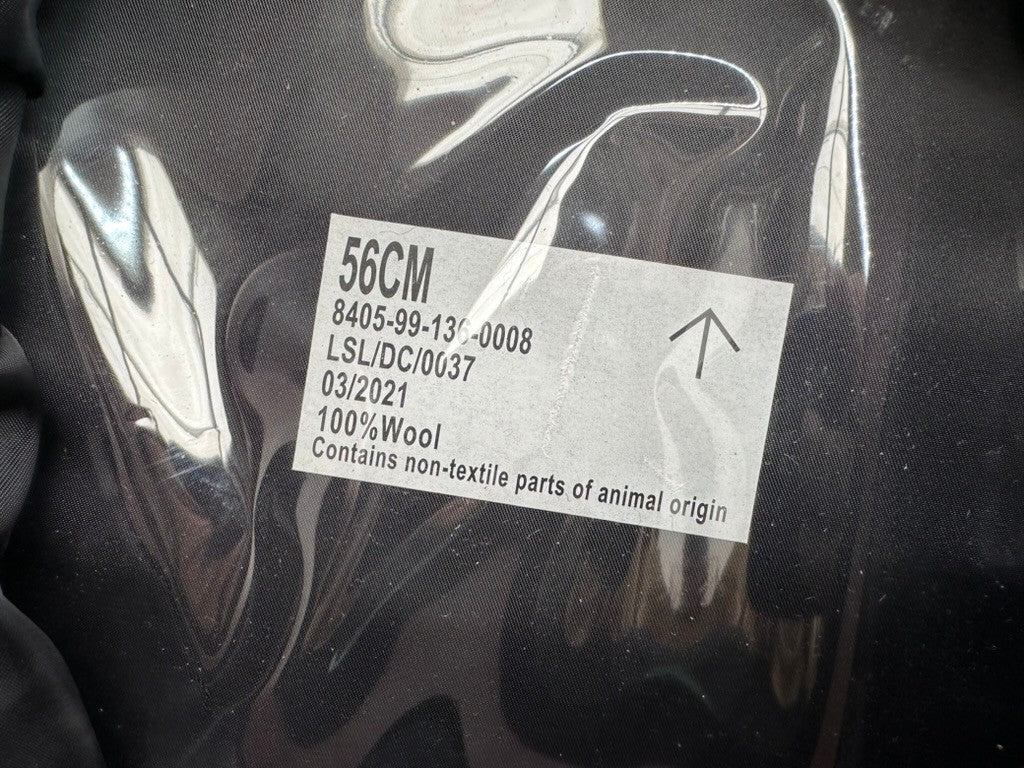 56CM
8405-99-136-0008
LSL/DC/0037
03/2021
100%Wool
Contains non-textile parts of animal origin